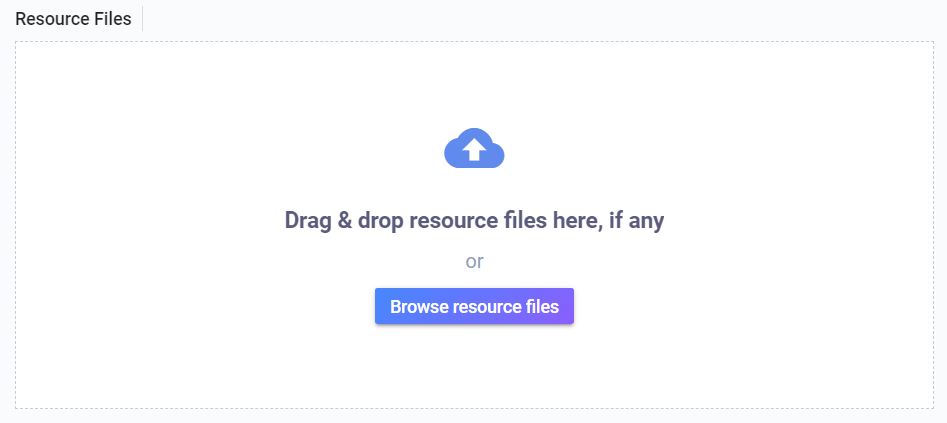 Resource Files
Drag & drop resource files here, if any
or
Browse resource files